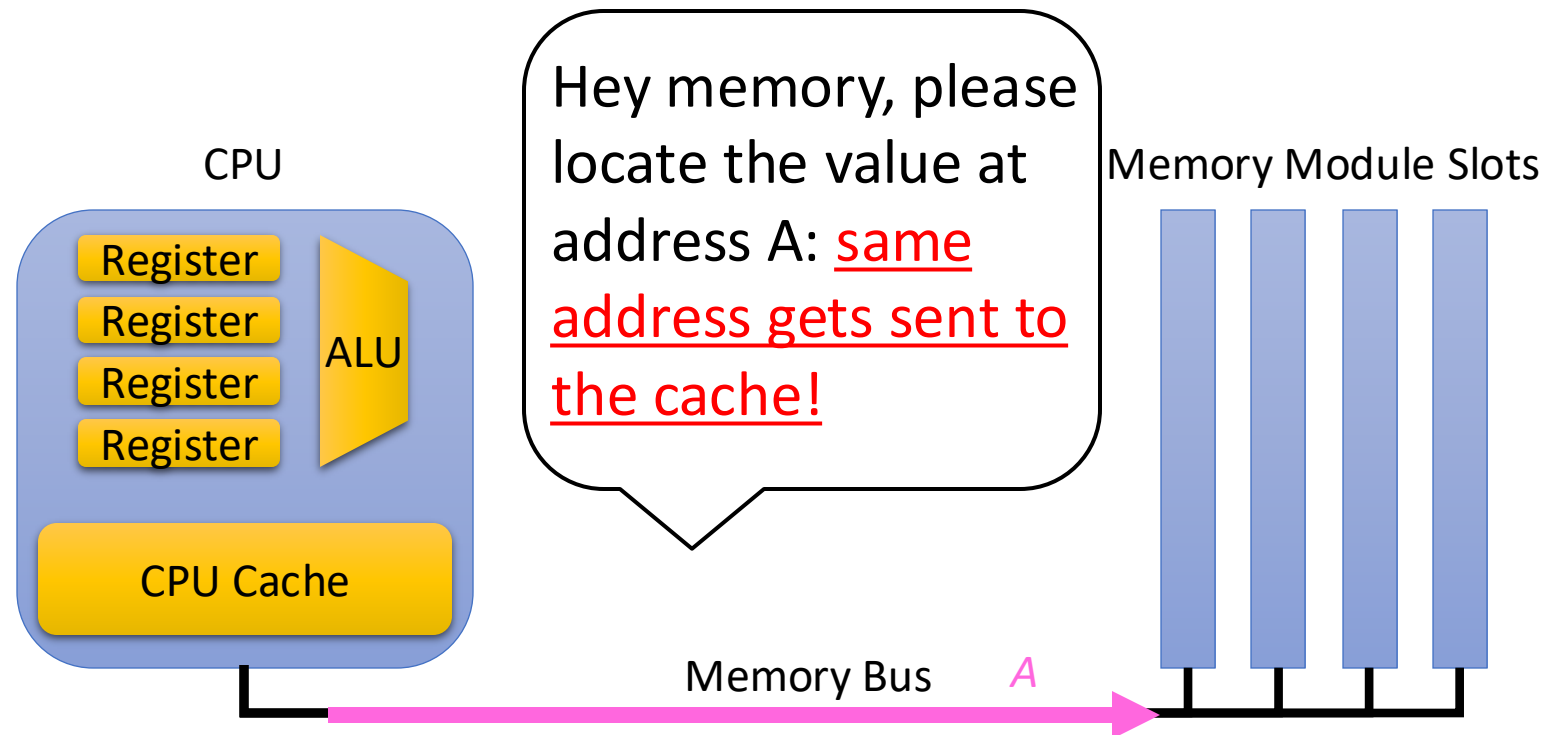 CPU
Register
Register
Register
Register
ALU
CPU Cache
Hey memory, please
locate the value at
address A: same
address gets sent to
the cache!
Memory Module Slots
Memory Bus
A